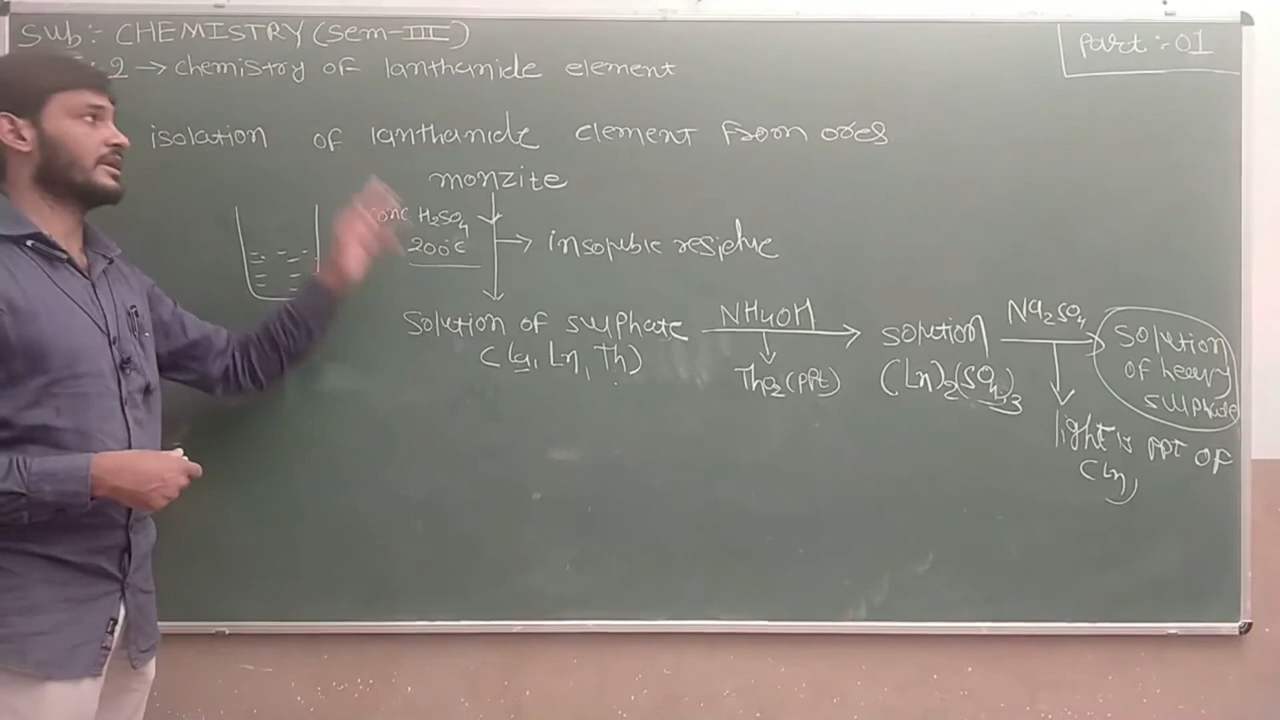 Sub:- CHEMISTRY (Sem-III)
2 → chemistry of lanthanide element
Part:-01
isolation of lanthanide element from ores
monzite
conc H₂SO₄
200°C
→ insoluble residue
Solution of sulphate
(La, Ln, Th)
NH₄OH
ThO₂ (PPt)
solution
(Ln)₂(SO₄)₃
Na₂SO₄
Solution
of heavy
sulphate
light is PPT of
(Ln)